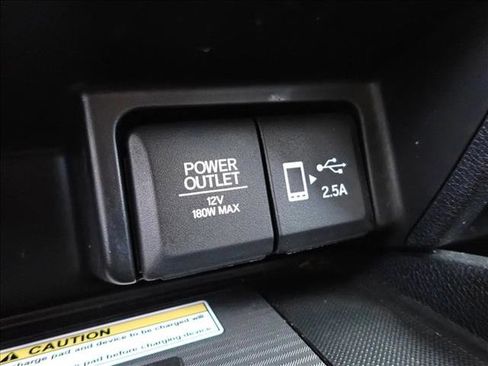 POWER
OUTLET
12V
180W MAX
2.5A
CAUTION
charge pad and device to be charged will
pad before charging device